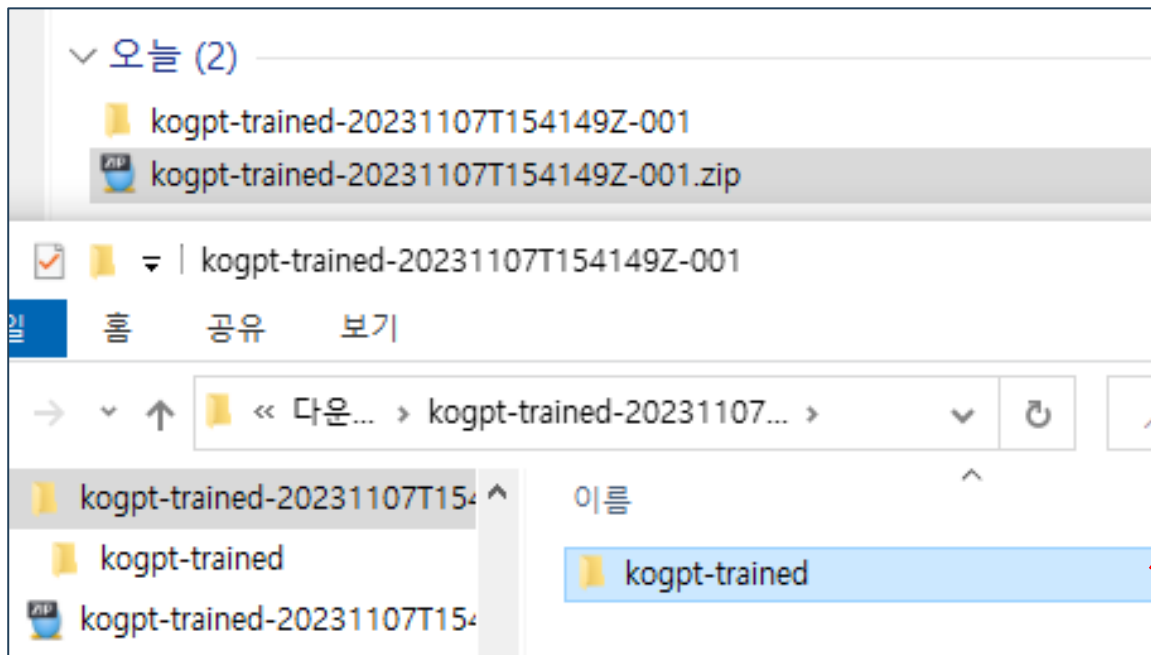 오늘 (2)
kogpt-trained-20231107T154149Z-001
kogpt-trained-20231107T154149Z-001.zip
kogpt-trained-20231107T154149Z-001
일 홈 공유 보기
« 다운... › kogpt-trained-20231107... ›
kogpt-trained-20231107T154
이름
kogpt-trained
kogpt-trained
kogpt-trained-20231107T154